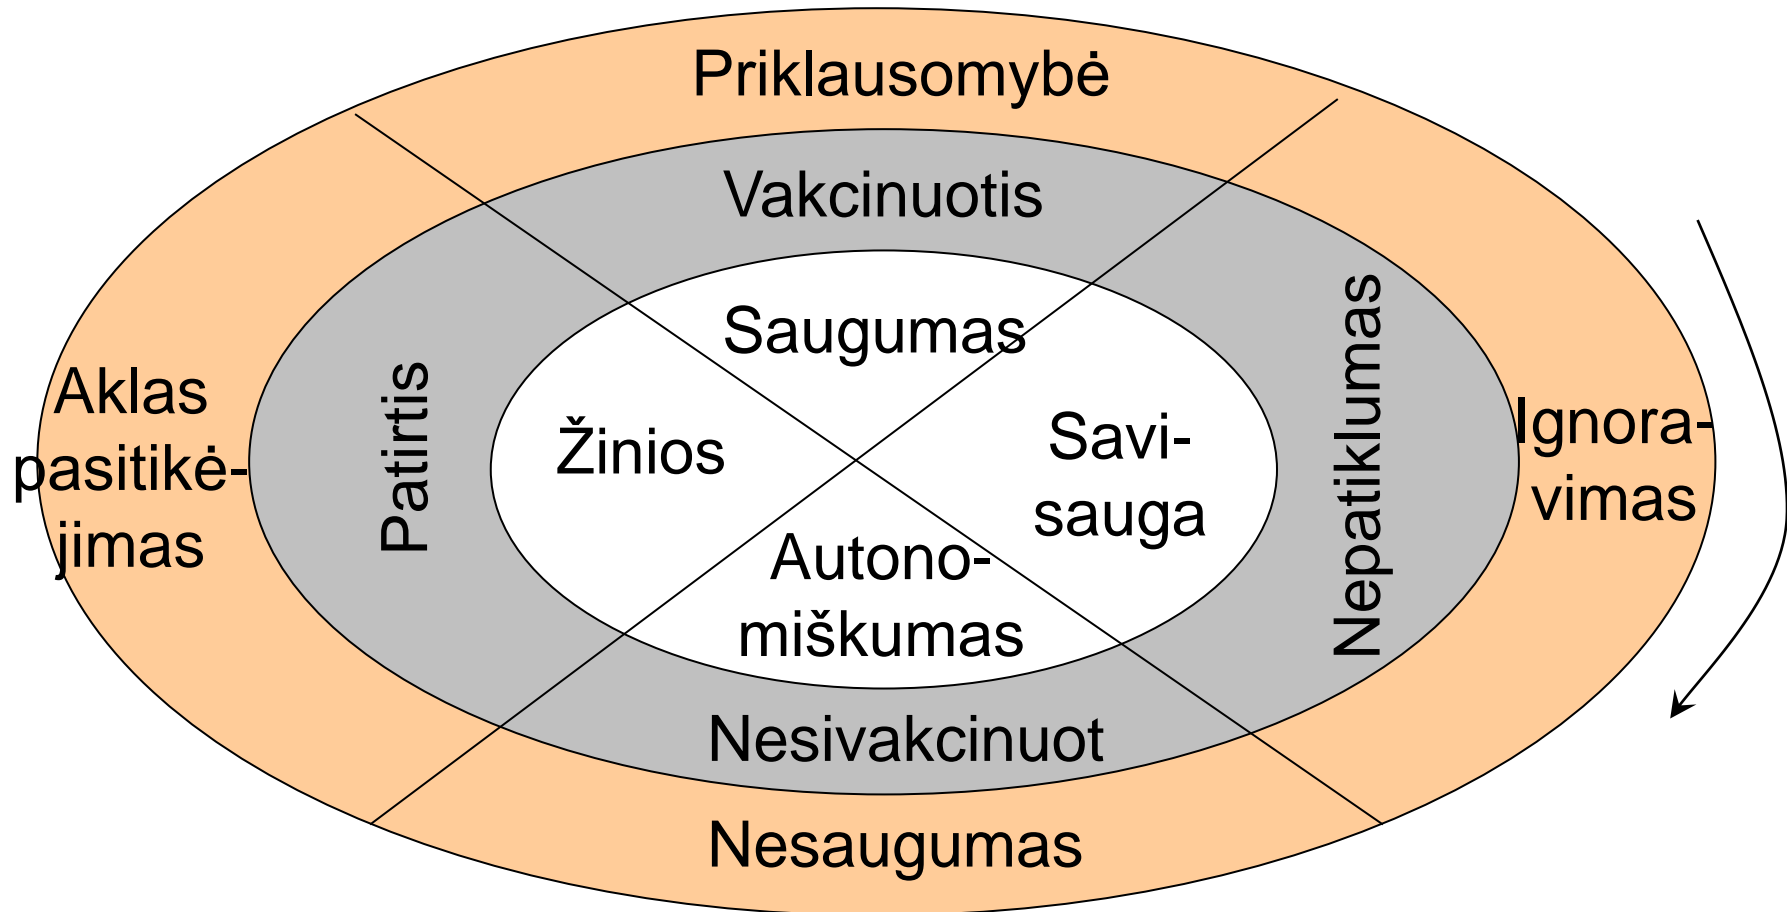 Priklausomybė
Vakcinuotis
Saugumas
Aklas
pasitikė-
jimas
Patirtis
Žinios
Savi-
sauga
Nepatiklumas
Ignora-
vimas
Autono-
miškumas
Nesivakcinuot
Nesaugumas